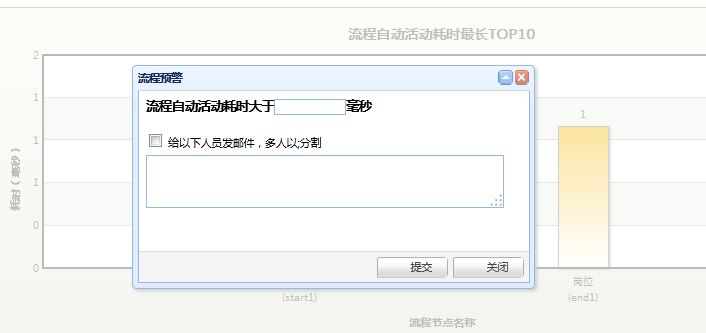 流程自动活动耗时最长TOP10
2
1
1
1
0
0
耗时（毫秒）
流程预警
流程自动活动耗时大于 毫秒
给以下人员发邮件，多人以;分割
提交 关闭
1
(start1)
岗位
(end1)
流程节点名称